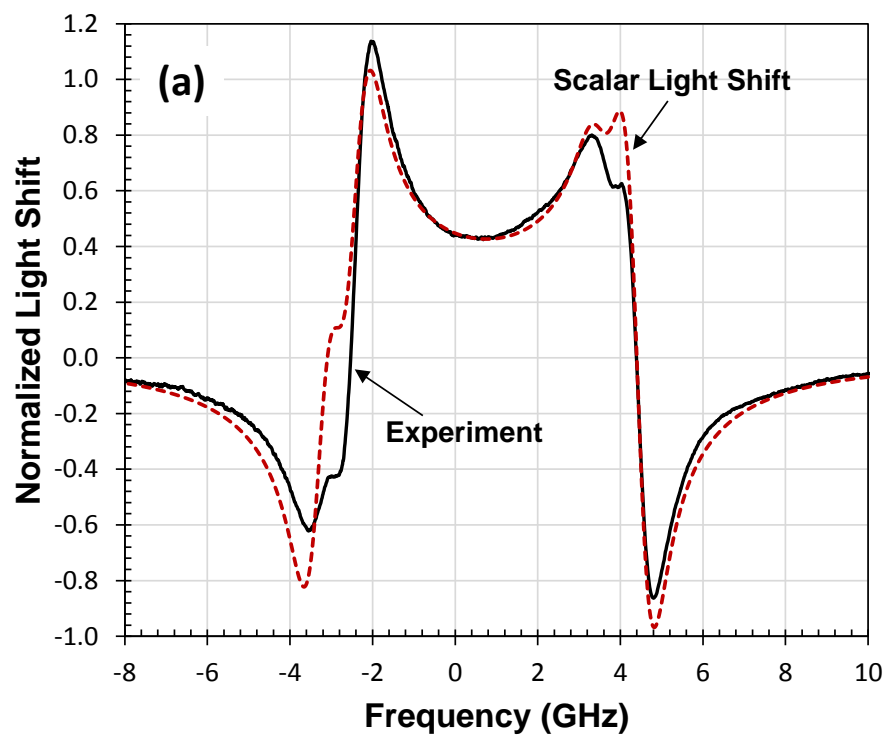 (a)
Scalar Light Shift
Experiment
Normalized Light Shift
1.2
1.0
0.8
0.6
0.4
0.2
0.0
-0.2
-0.4
-0.6
-0.8
-1.0
-8 -6 -4 -2 0 2 4 6 8 10
Frequency (GHz)